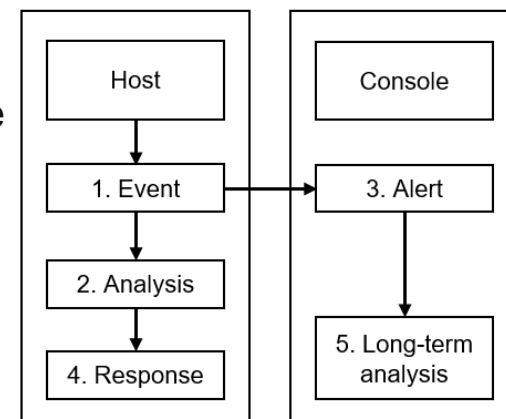 e
Host
Console
1. Event
3. Alert
2. Analysis
5. Long-term
analysis
4. Response